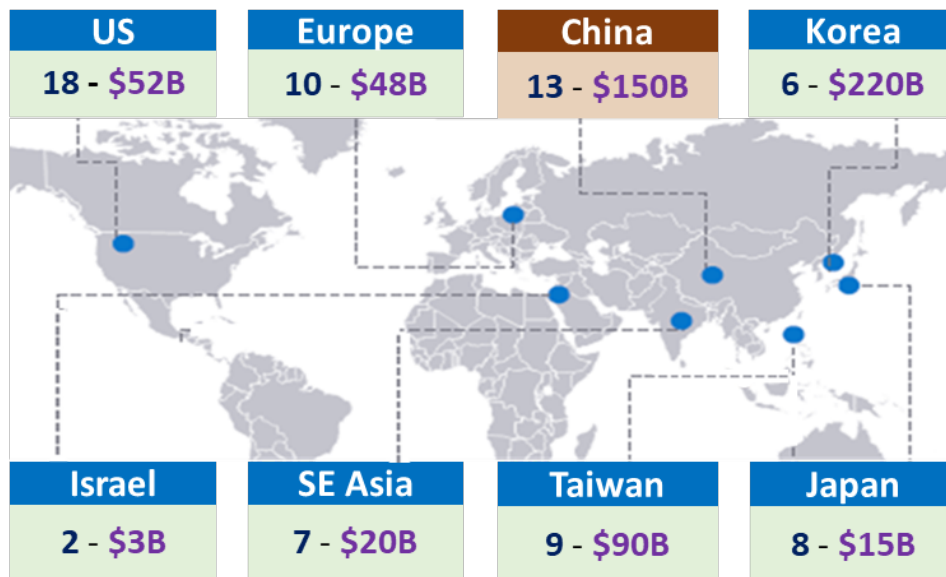 US
18 - $52B
Europe
10 - $48B
China
13 - $150B
Korea
6 - $220B
Israel
2 - $3B
SE Asia
7 - $20B
Taiwan
9 - $90B
Japan
8 - $15B